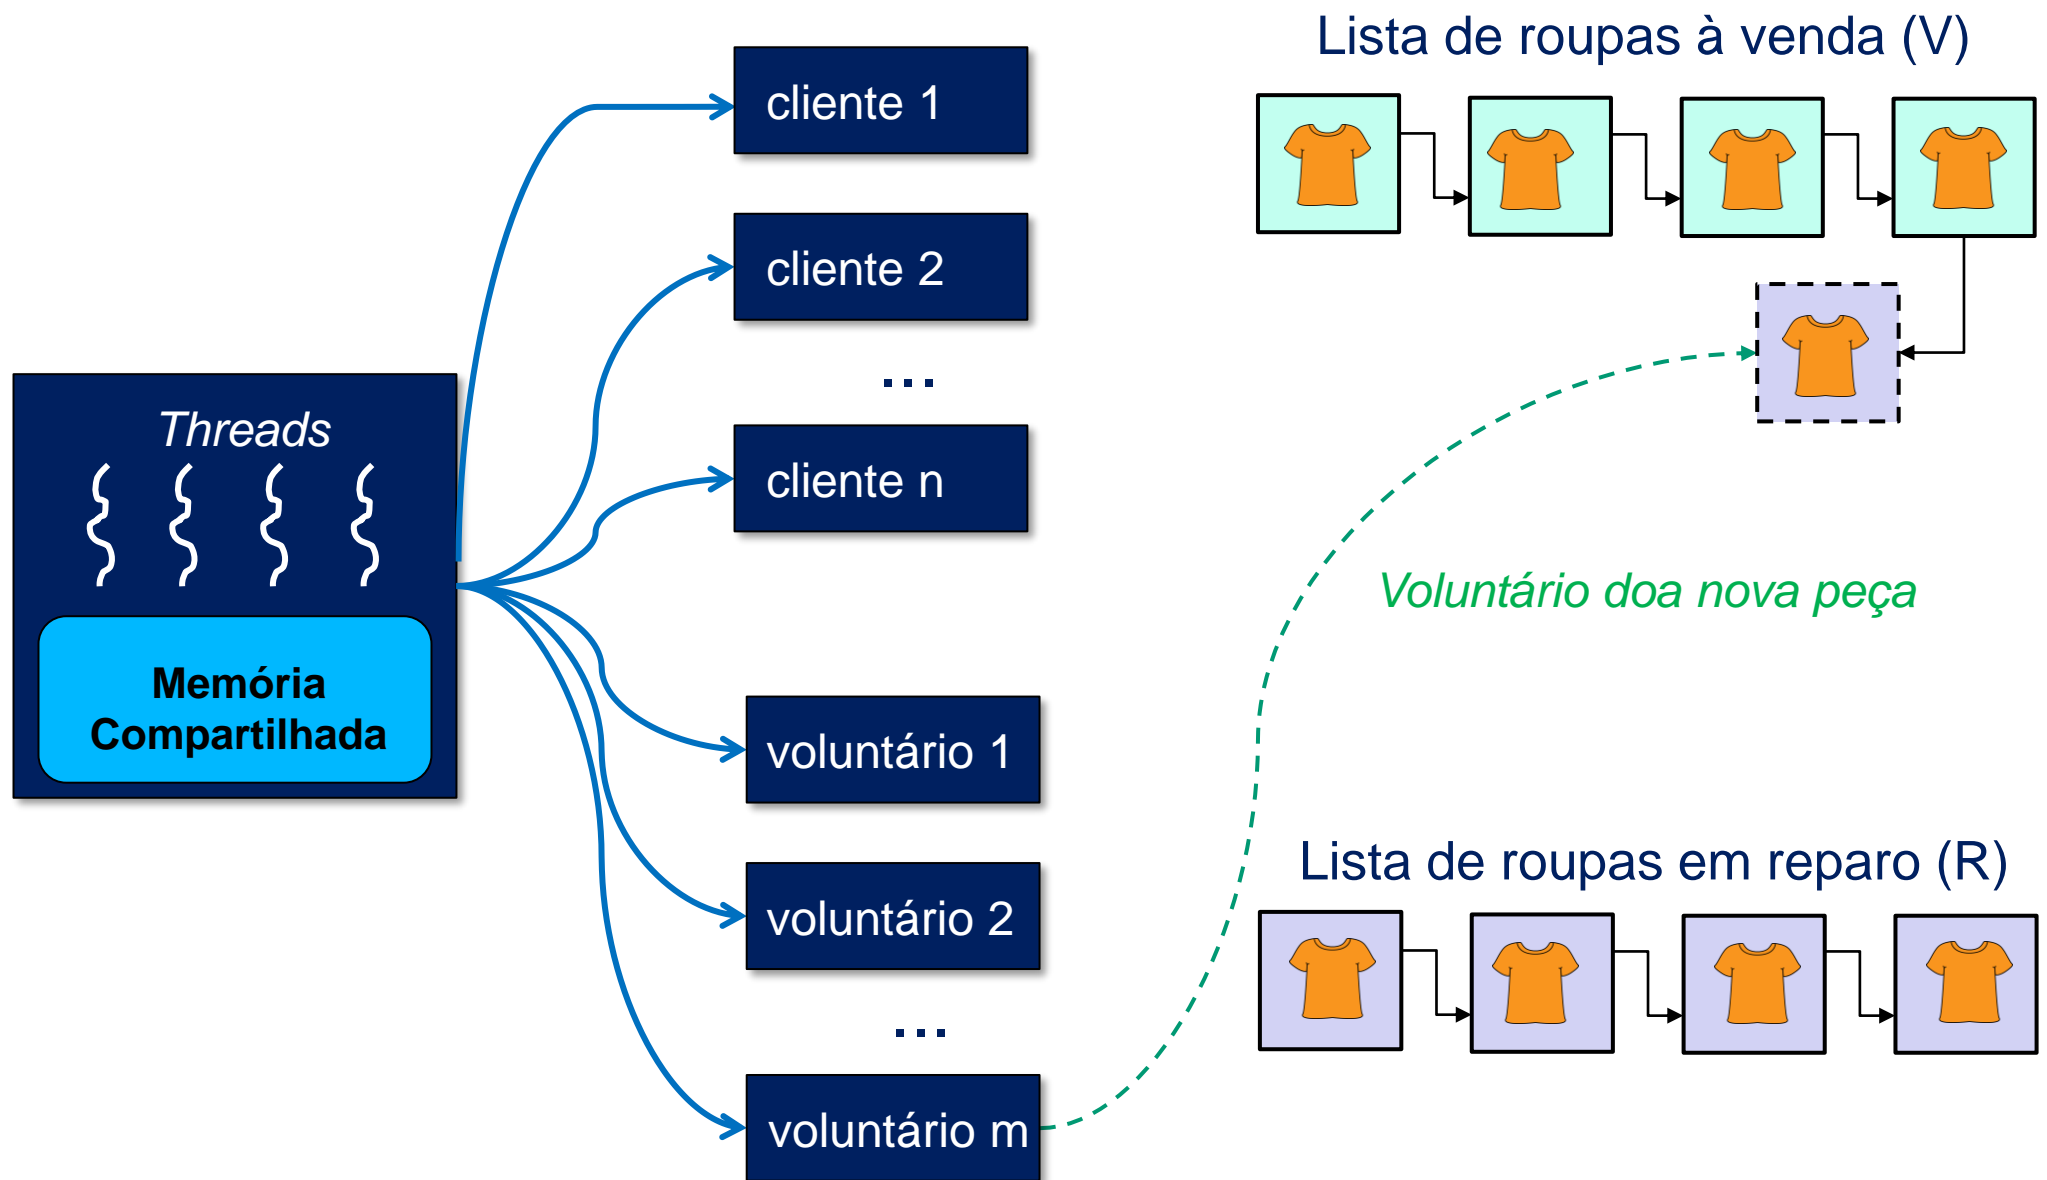 Lista de roupas à venda (V)
cliente 1
cliente 2
...
cliente n
Threads
Memória
Compartilhada
Voluntário doa nova peça
voluntário 1
voluntário 2
...
voluntário m
Lista de roupas em reparo (R)